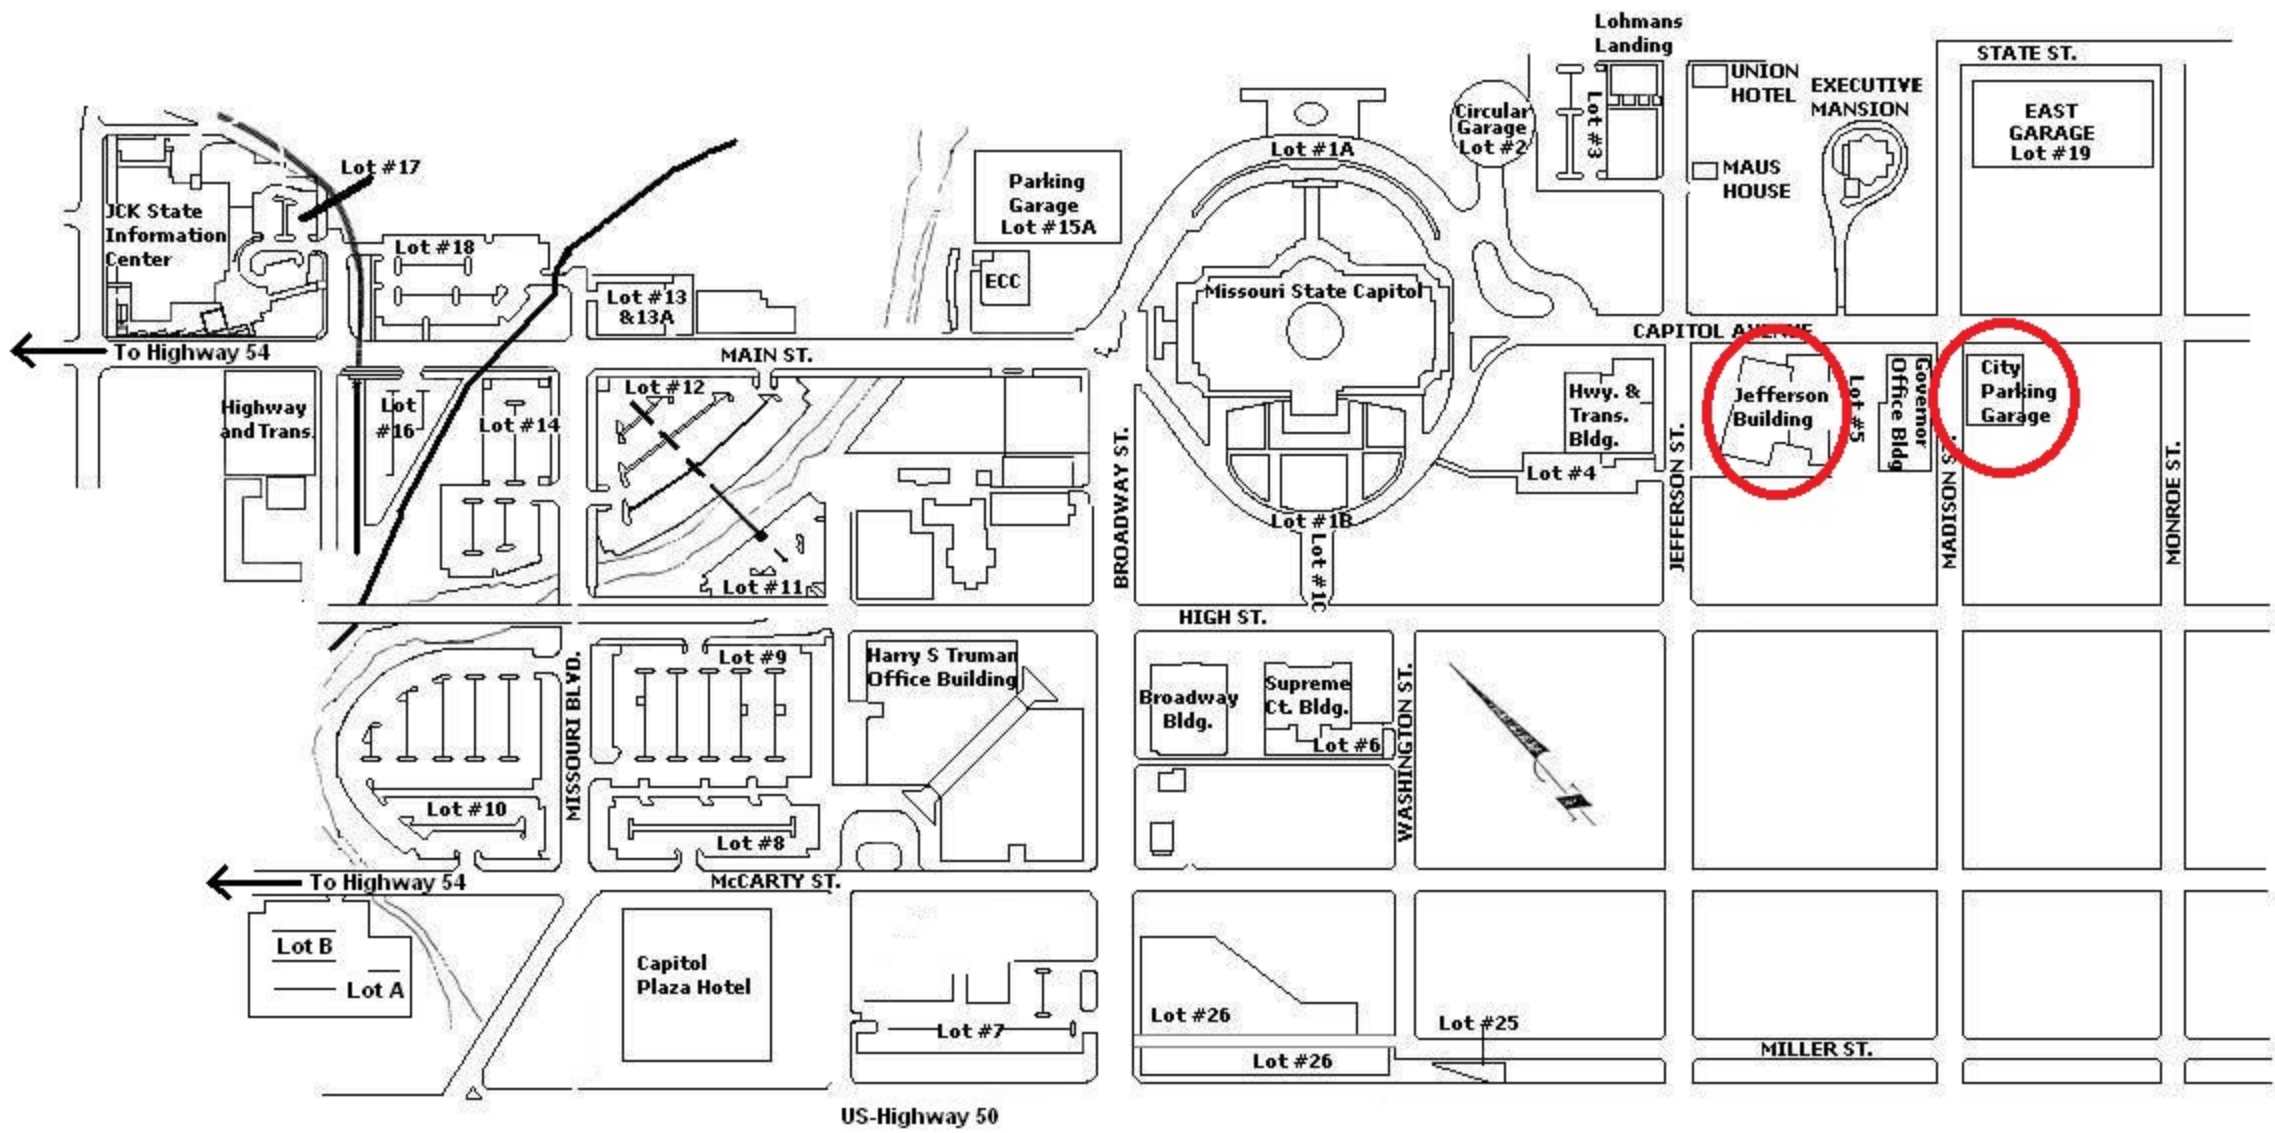 Lohmans
Landing
STATE ST.
UNION
HOTEL
EXECUTIVE
MANSION
EAST
GARAGE
Lot #19
Circular
Garage
Lot #2
Lot #3
MAUS
HOUSE
Lot #1A
Parking
Garage
Lot #15A
ECC
Lot #17
JCK State
Information
Center
Lot #18
Lot #13
&13A
Missouri State Capitol
CAPITOL AVENUE
To Highway 54
MAIN ST.
Highway
and Trans.
Lot
#16
Lot #14
Lot #12
Lot #11
BROADWAY ST.
Hwy. &
Trans.
Bldg.
Lot #4
JEFFERSON ST.
Jefferson
Building
Lot #5
Governor
Office Bldg
MADISON ST.
City
Parking
Garage
MONROE ST.
Lot #1B
Lot #1C
HIGH ST.
MISSOURI BLVD.
Lot #9
Harry S Truman
Office Building
Broadway
Bldg.
Supreme
Ct. Bldg.
Lot #6
WASHINGTON ST.
Lot #10
Lot #8
To Highway 54
McCARTY ST.
Lot B
Lot A
Capitol
Plaza Hotel
Lot #7
Lot #26
Lot #26
Lot #25
MILLER ST.
US-Highway 50